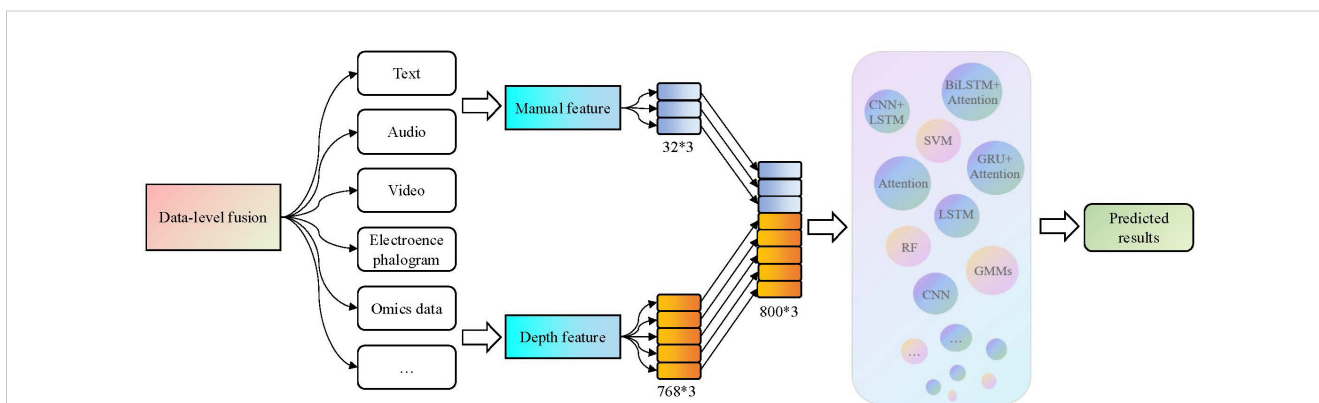 Data-level fusion
Text
Audio
Video
Electroence
phalogram
Omics data
...
Manual feature
Depth feature
32*3
768*3
800*3
CNN+
LSTM
BiLSTM+
Attention
SVM
GRU+
Attention
Attention
LSTM
RF
GMMs
CNN
...
...
Predicted
results